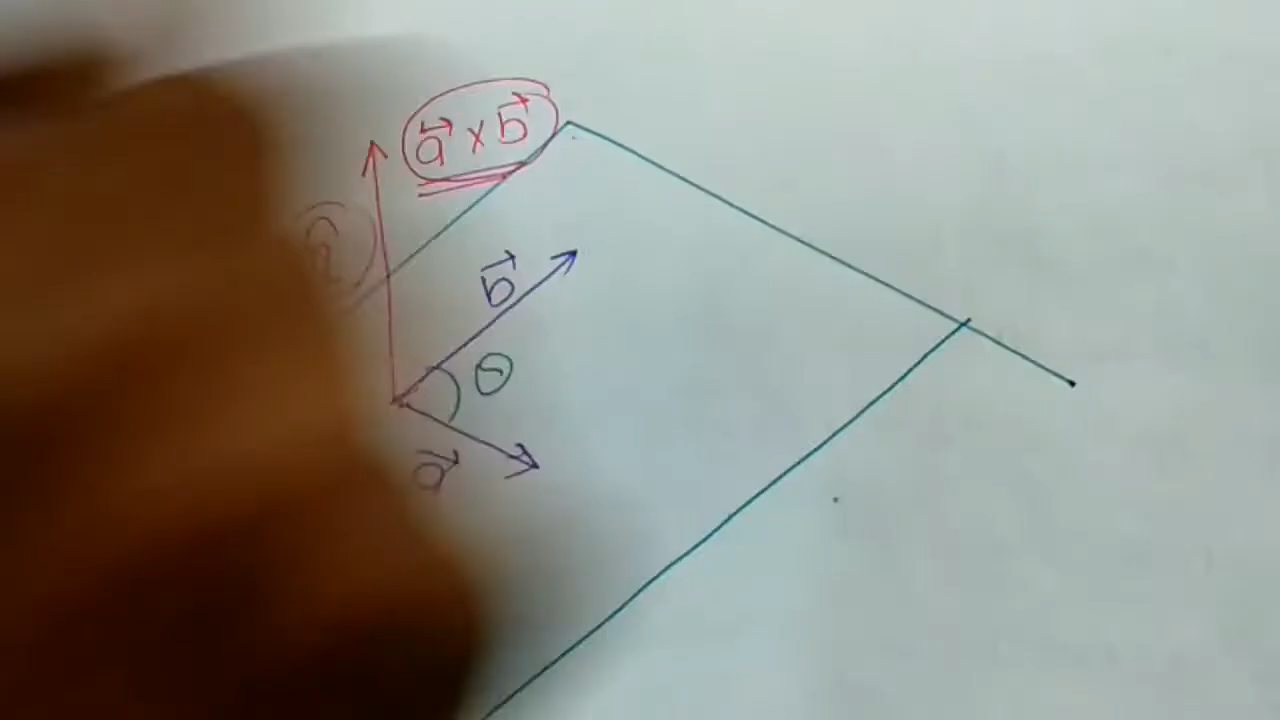 a⃗ × b⃗
b⃗
θ
a⃗